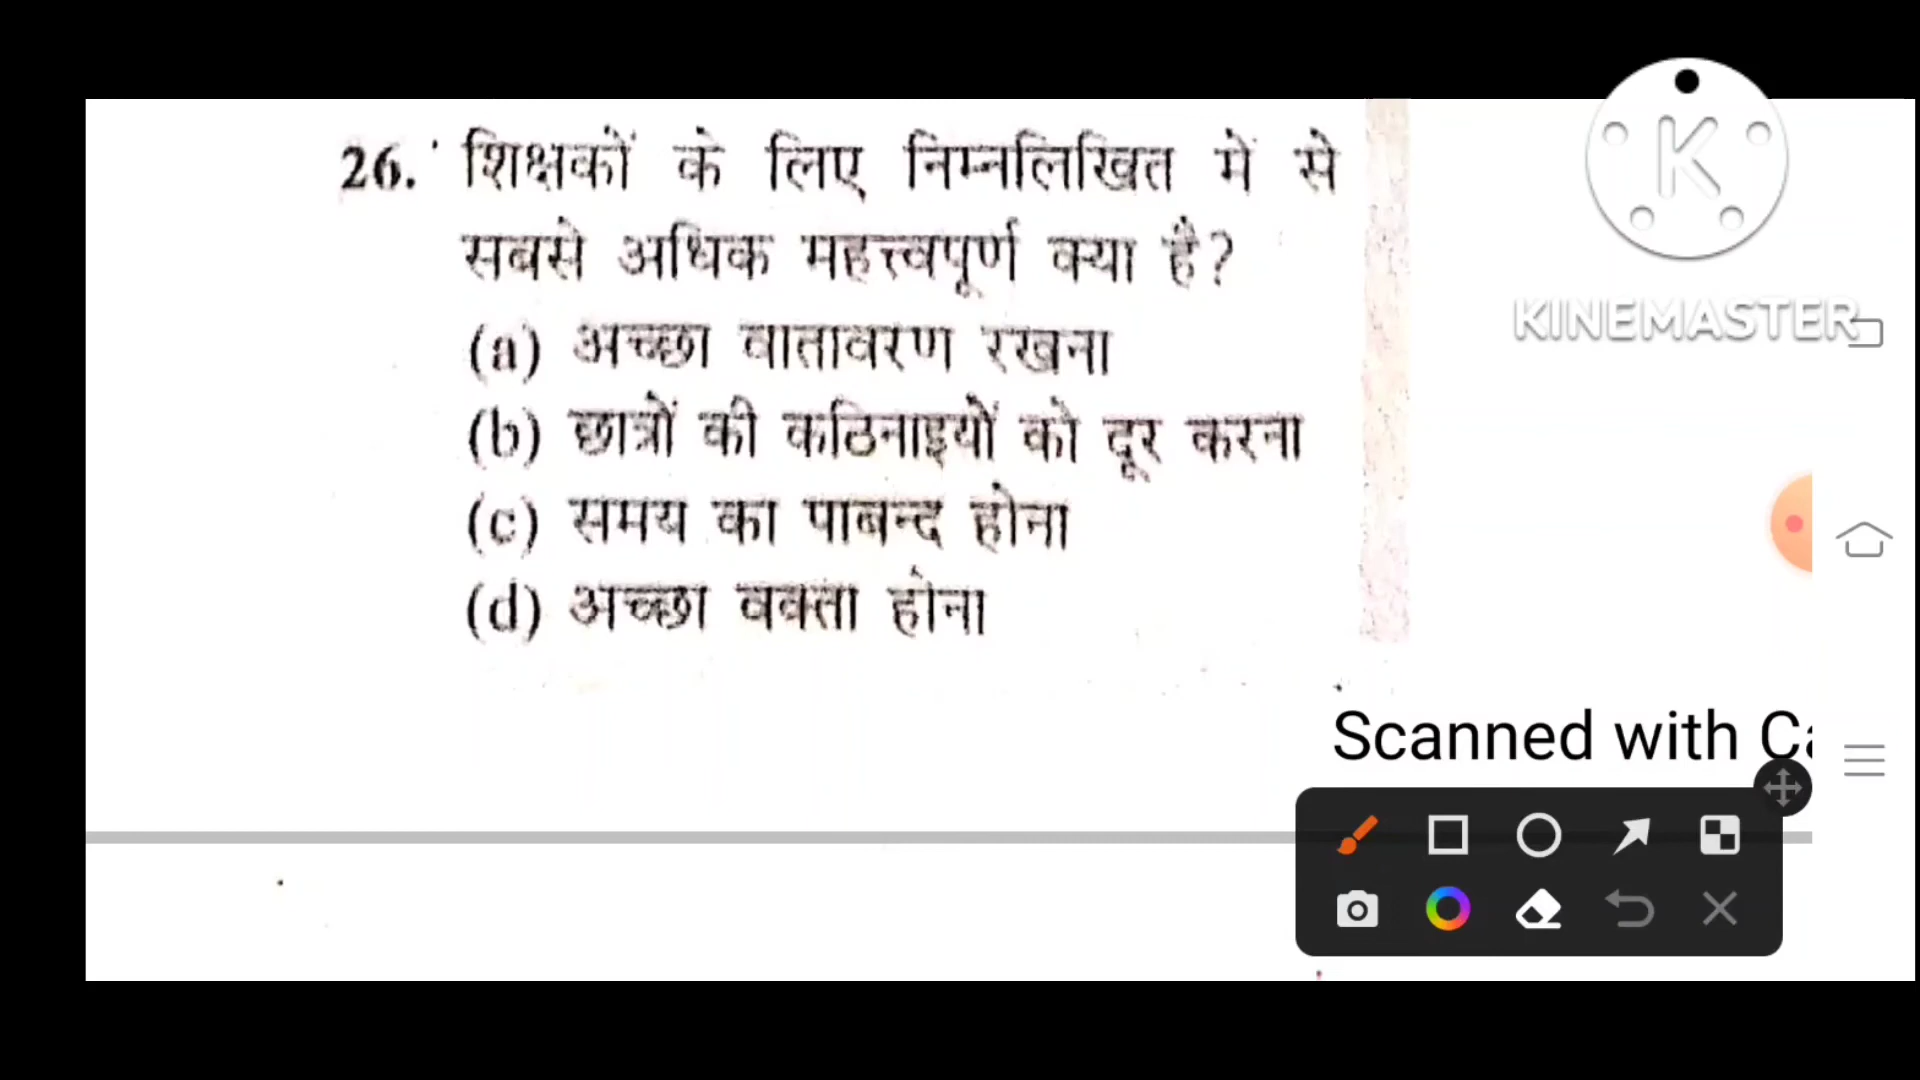 26. शिक्षकों के लिए निम्नलिखित में से
सबसे अधिक महत्त्वपूर्ण क्या है?
(a) अच्छा वातावरण रखना
(b) छात्रों की कठिनाइयों को दूर करना
(c) समय का पाबन्द होना
(d) अच्छा वक्ता होना
K
KINEMASTER
Scanned with Ca